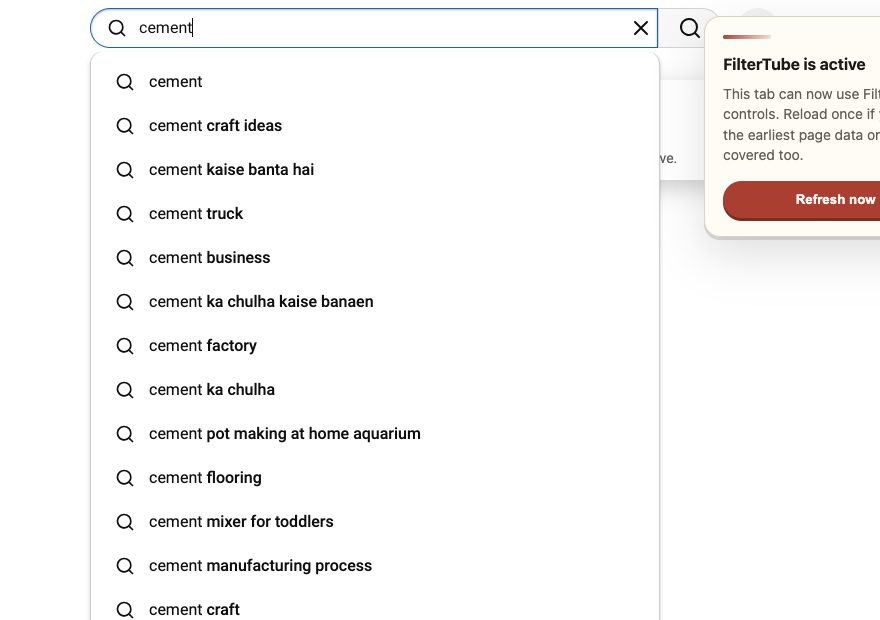 cement
cement
cement craft ideas
cement kaise banta hai
cement truck
cement business
cement ka chulha kaise banaen
cement factory
cement ka chulha
cement pot making at home aquarium
cement flooring
cement mixer for toddlers
cement manufacturing process
cement craft
ve.
FilterTube is active
This tab can now use Filt
controls. Reload once if
the earliest page data or
covered too.
Refresh now